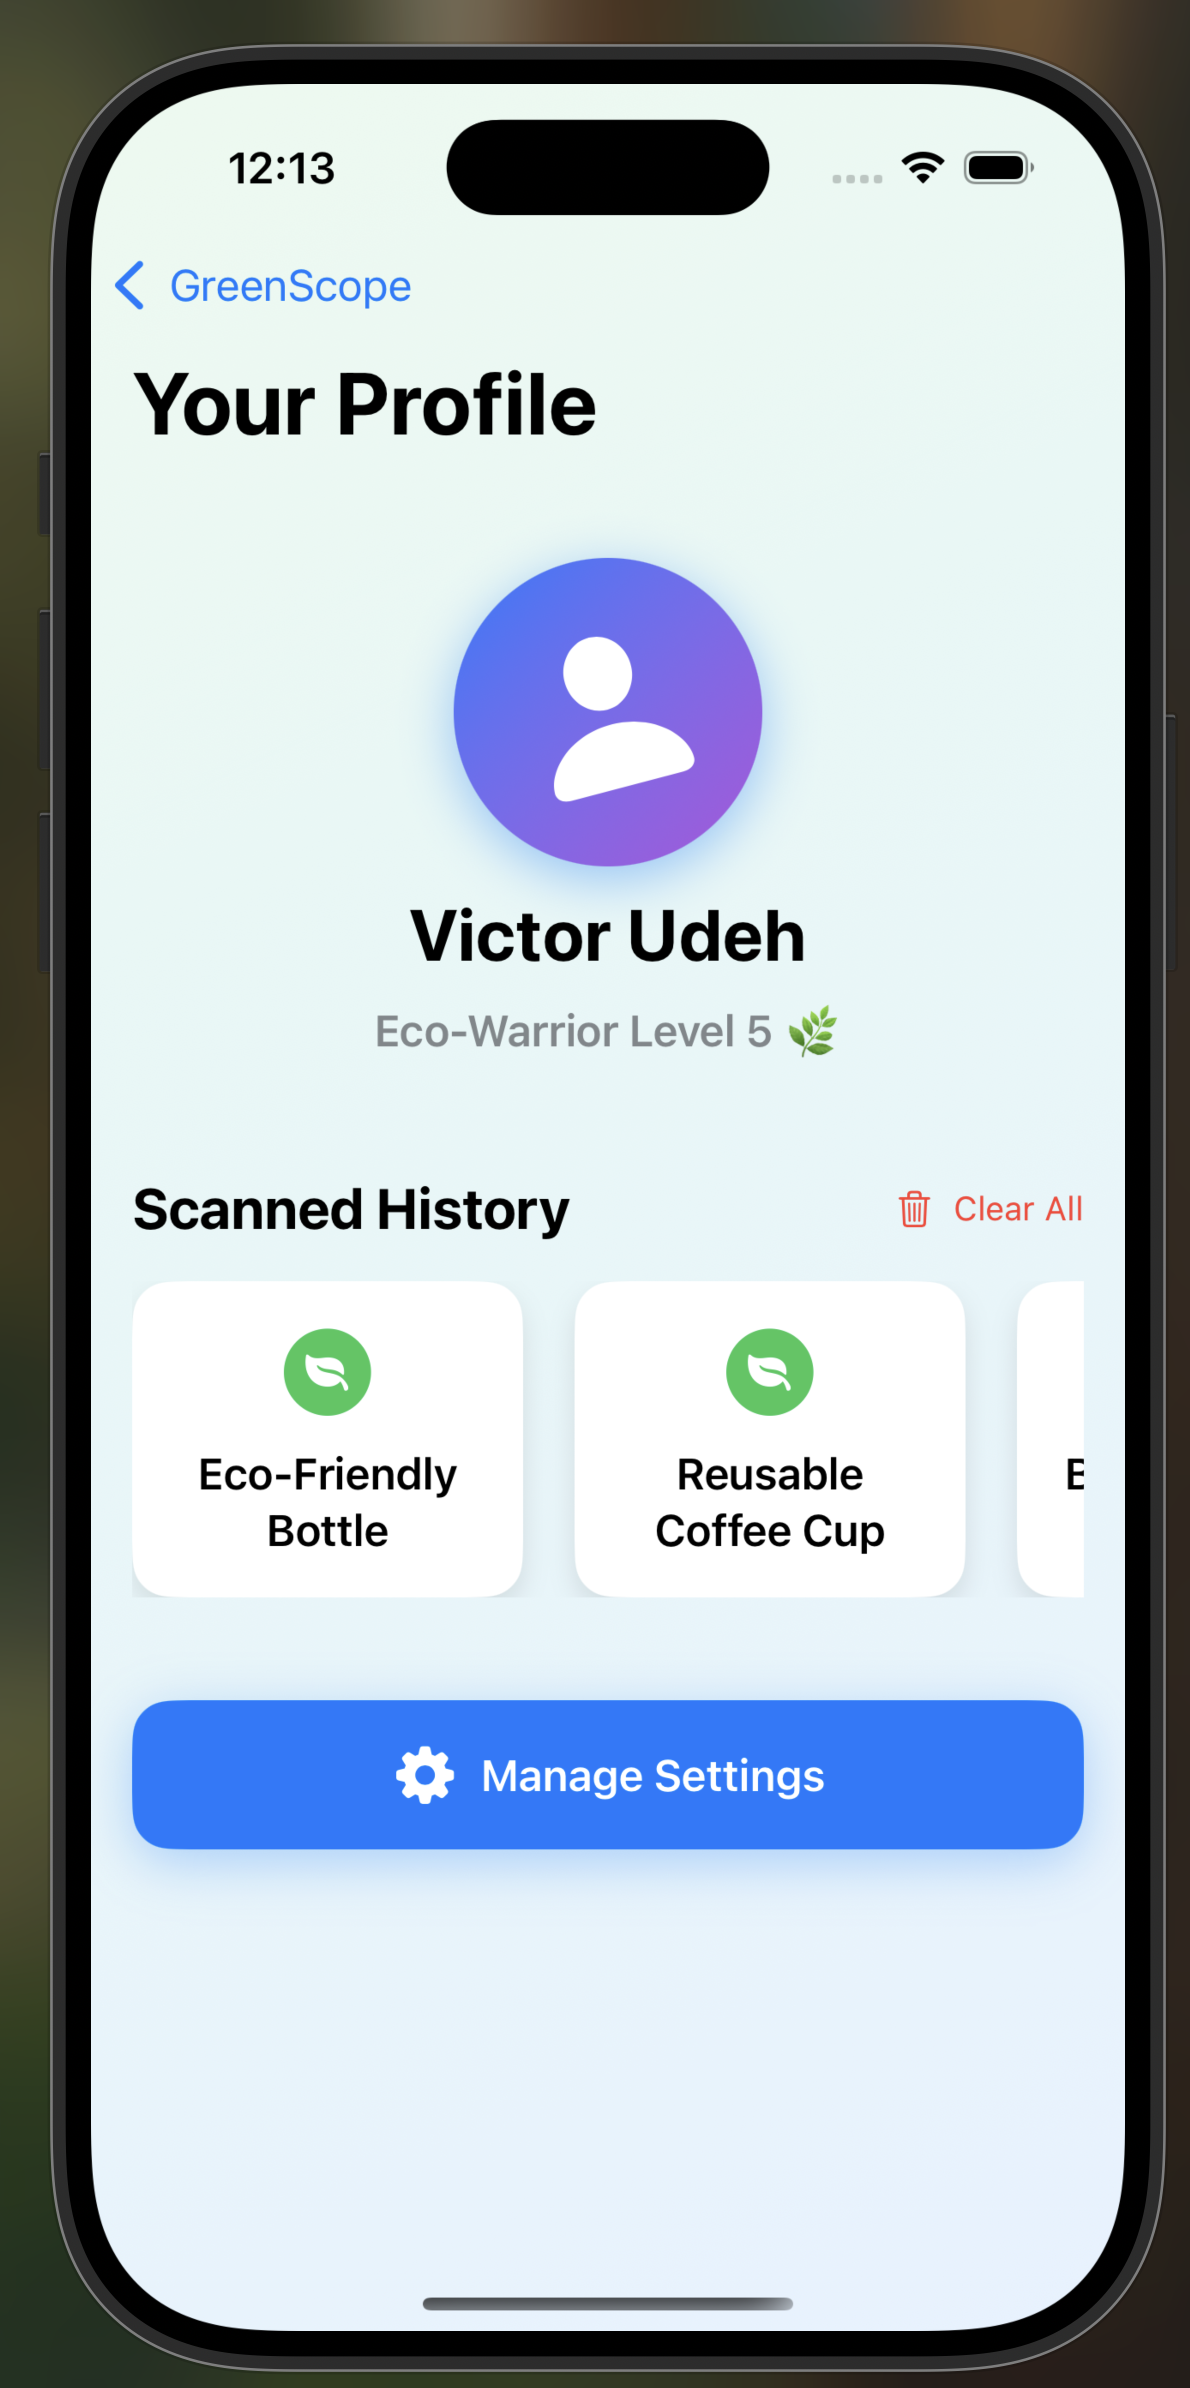 12:13
GreenScope
Your Profile
Victor Udeh
Eco-Warrior Level 5 🌿
Scanned History
Clear All
Eco-Friendly
Bottle
Reusable
Coffee Cup
Manage Settings